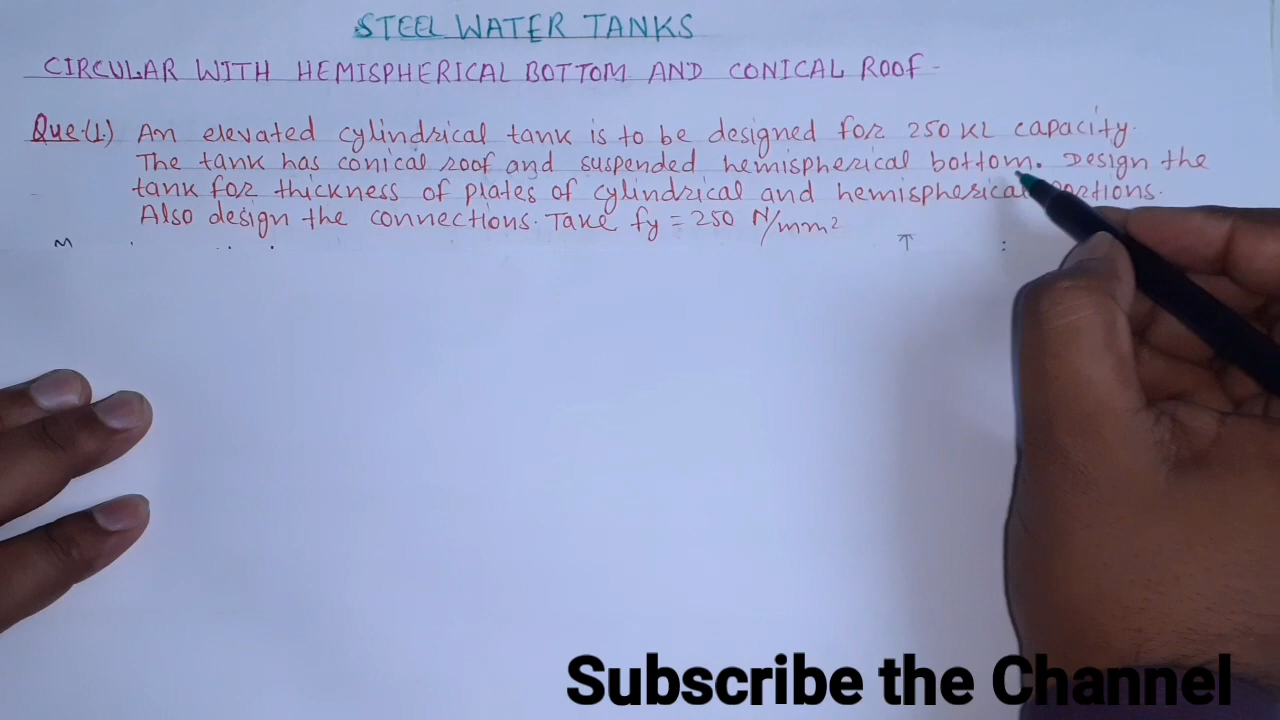 STEEL WATER TANKS
CIRCULAR WITH HEMISPHERICAL BOTTOM AND CONICAL ROOF -
Que.(1.) An elevated cylindrical tank is to be designed for 250 KL capacity.
The tank has conical roof and suspended hemispherical bottom. Design the
tank for thickness of plates of cylindrical and hemispherical
Also design the connections. Take fy = 250 N/mm²
Subscribe the Channel